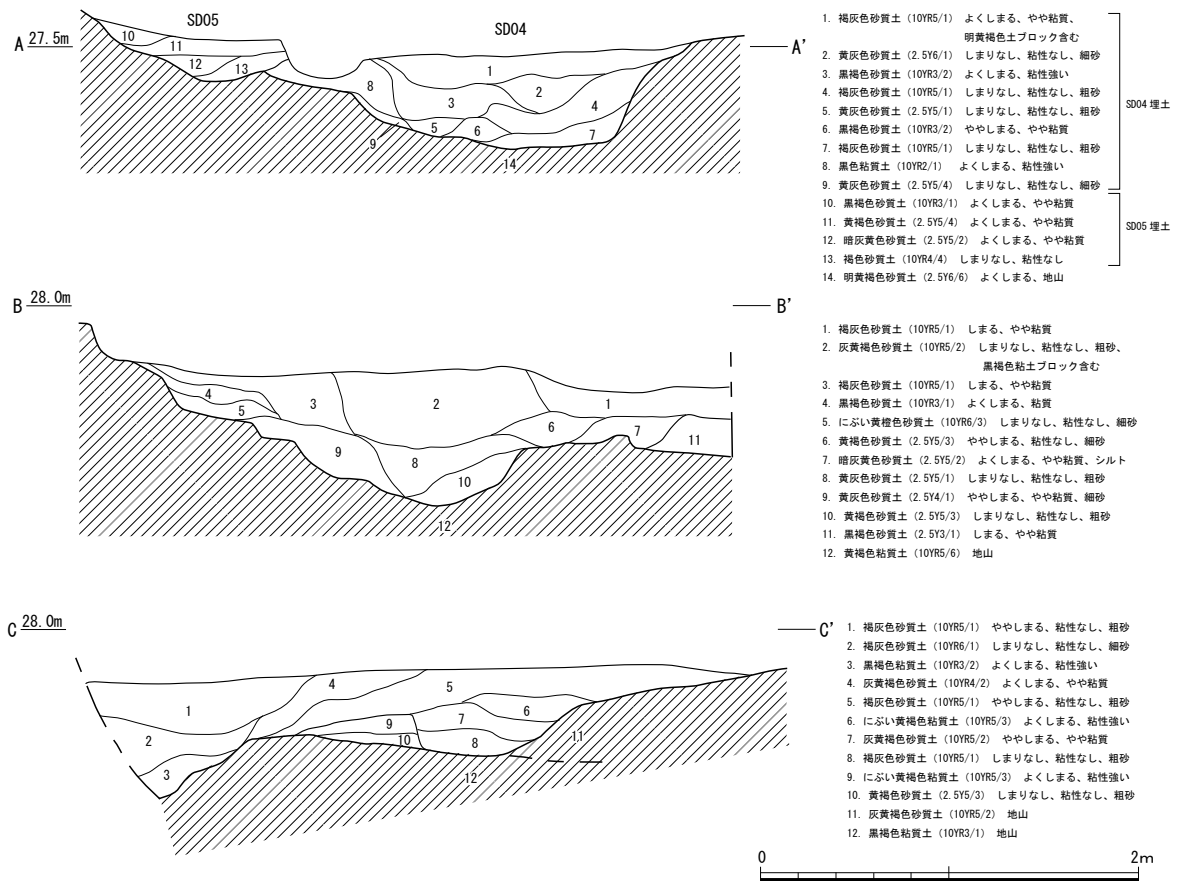 SD05
SD04
A 27.5m
A'
10
11
12
13
8
1
2
3
4
5
6
7
9
14
1. 褐灰色砂質土（10YR5/1） よくしまる、やや粘質、
明黄褐色土ブロック含む
2. 黄灰色砂質土（2.5Y6/1） しまりなし、粘性なし、細砂
3. 黒褐色砂質土（10YR3/2） よくしまる、粘性強い
4. 褐灰色砂質土（10YR5/1） しまりなし、粘性なし、粗砂
5. 黄灰色砂質土（2.5Y5/1） しまりなし、粘性なし、粗砂
6. 黒褐色砂質土（10YR3/2） ややしまる、やや粘質
7. 褐灰色砂質土（10YR5/1） しまりなし、粘性なし、粗砂
8. 黒色粘質土（10YR2/1） よくしまる、粘性強い
9. 黄灰色砂質土（2.5Y5/4） しまりなし、粘性なし、細砂
SD04 埋土
10. 黒褐色砂質土（10YR3/1） よくしまる、やや粘質
11. 黄褐色砂質土（2.5Y5/4） よくしまる、やや粘質
12. 暗灰黄色砂質土（2.5Y5/2） よくしまる、やや粘質
13. 褐色砂質土（10YR4/4） しまりなし、粘性なし
SD05 埋土
14. 明黄褐色砂質土（2.5Y6/6） よくしまる、地山
B 28.0m
B'
4
5
3
2
1
6
7
11
9
8
10
12
1. 褐灰色砂質土（10YR5/1） しまる、やや粘質
2. 灰黄褐色砂質土（10YR5/2） しまりなし、粘性なし、粗砂、
黒褐色粘土ブロック含む
3. 褐灰色砂質土（10YR5/1） しまる、やや粘質
4. 黒褐色砂質土（10YR3/1） よくしまる、粘質
5. にぶい黄橙色砂質土（10YR6/3） しまりなし、粘性なし、細砂
6. 黄褐色砂質土（2.5Y5/3） ややしまる、粘性なし、細砂
7. 暗灰黄色砂質土（2.5Y5/2） よくしまる、やや粘質、シルト
8. 黄灰色砂質土（2.5Y5/1） しまりなし、粘性なし、粗砂
9. 黄灰色砂質土（2.5Y4/1） ややしまる、やや粘質、細砂
10. 黄褐色砂質土（2.5Y5/3） しまりなし、粘性なし、粗砂
11. 黒褐色砂質土（2.5Y3/1） しまる、やや粘質
12. 黄褐色粘質土（10YR5/6） 地山
C 28.0m
C'
1
2
3
4
5
6
7
8
9
10
11
12
1. 褐灰色砂質土（10YR5/1） ややしまる、粘性なし、粗砂
2. 褐灰色砂質土（10YR6/1） しまりなし、粘性なし、細砂
3. 黒褐色粘質土（10YR3/2） よくしまる、粘性強い
4. 灰黄褐色砂質土（10YR4/2） よくしまる、やや粘質
5. 褐灰色砂質土（10YR5/1） ややしまる、粘性なし、粗砂
6. にぶい黄褐色粘質土（10YR5/3） よくしまる、粘性強い
7. 灰黄褐色砂質土（10YR5/2） ややしまる、やや粘質
8. 褐灰色砂質土（10YR5/1） しまりなし、粘性なし、粗砂
9. にぶい黄褐色粘質土（10YR5/3） よくしまる、粘性強い
10. 黄褐色砂質土（2.5Y5/3） しまりなし、粘性なし、粗砂
11. 灰黄褐色砂質土（10YR5/2） 地山
12. 黒褐色粘質土（10YR3/1） 地山
0
2m